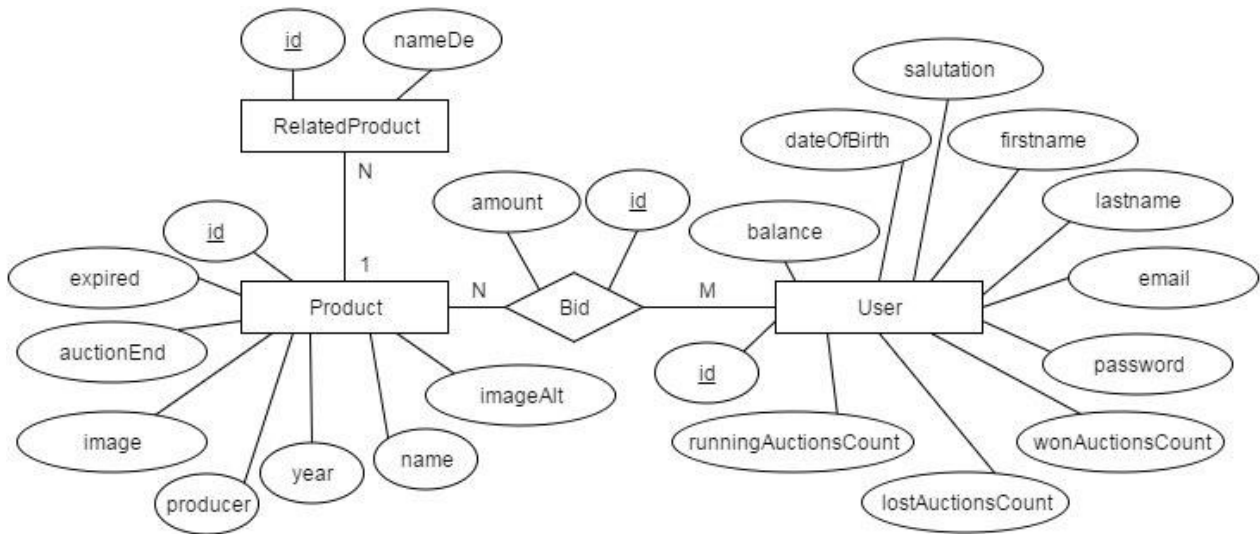 id
nameDe
salutation
RelatedProduct
dateOfBirth
firstname
N
amount
id
lastname
id
balance
expired
1
email
Product
N
Bid
M
User
auctionEnd
password
id
imageAlt
image
runningAuctionsCount
wonAuctionsCount
name
year
producer
lostAuctionsCount